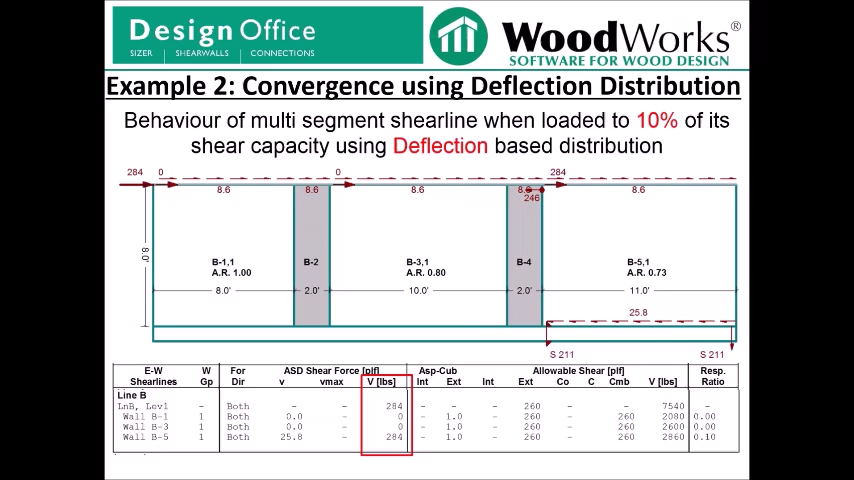 Design Office
SIZER | SHEARWALLS | CONNECTIONS
WoodWorks®
SOFTWARE FOR WOOD DESIGN
Example 2: Convergence using Deflection Distribution
Behaviour of multi segment shearline when loaded to 10% of its
shear capacity using Deflection based distribution
284 0 0 284
8.6 8.6 8.6 8.6 8.6
246
8.0'
B-1,1 B-2 B-3,1 B-4 B-5,1
A.R. 1.00 A.R. 0.80 A.R. 0.73
8.0' 2.0' 10.0' 2.0' 11.0'
25.8
S 211 S 211
E-W W For ASD Shear Force [plf] Asp-Cub Allowable Shear [plf] Resp.
Shearlines Gp Dir v vmax V [lbs] Int Ext Int Ext Co C Cmb V [lbs] Ratio
Line B
LnB, Lev1 - Both - - 284 - - - 260 - - 7540 -
Wall B-1 1 Both 0.0 - 0 - 1.0 - 260 - 260 2080 0.00
Wall B-3 1 Both 0.0 - 0 - 1.0 - 260 - 260 2600 0.00
Wall B-5 1 Both 25.8 - 284 - 1.0 - 260 - 260 2860 0.10